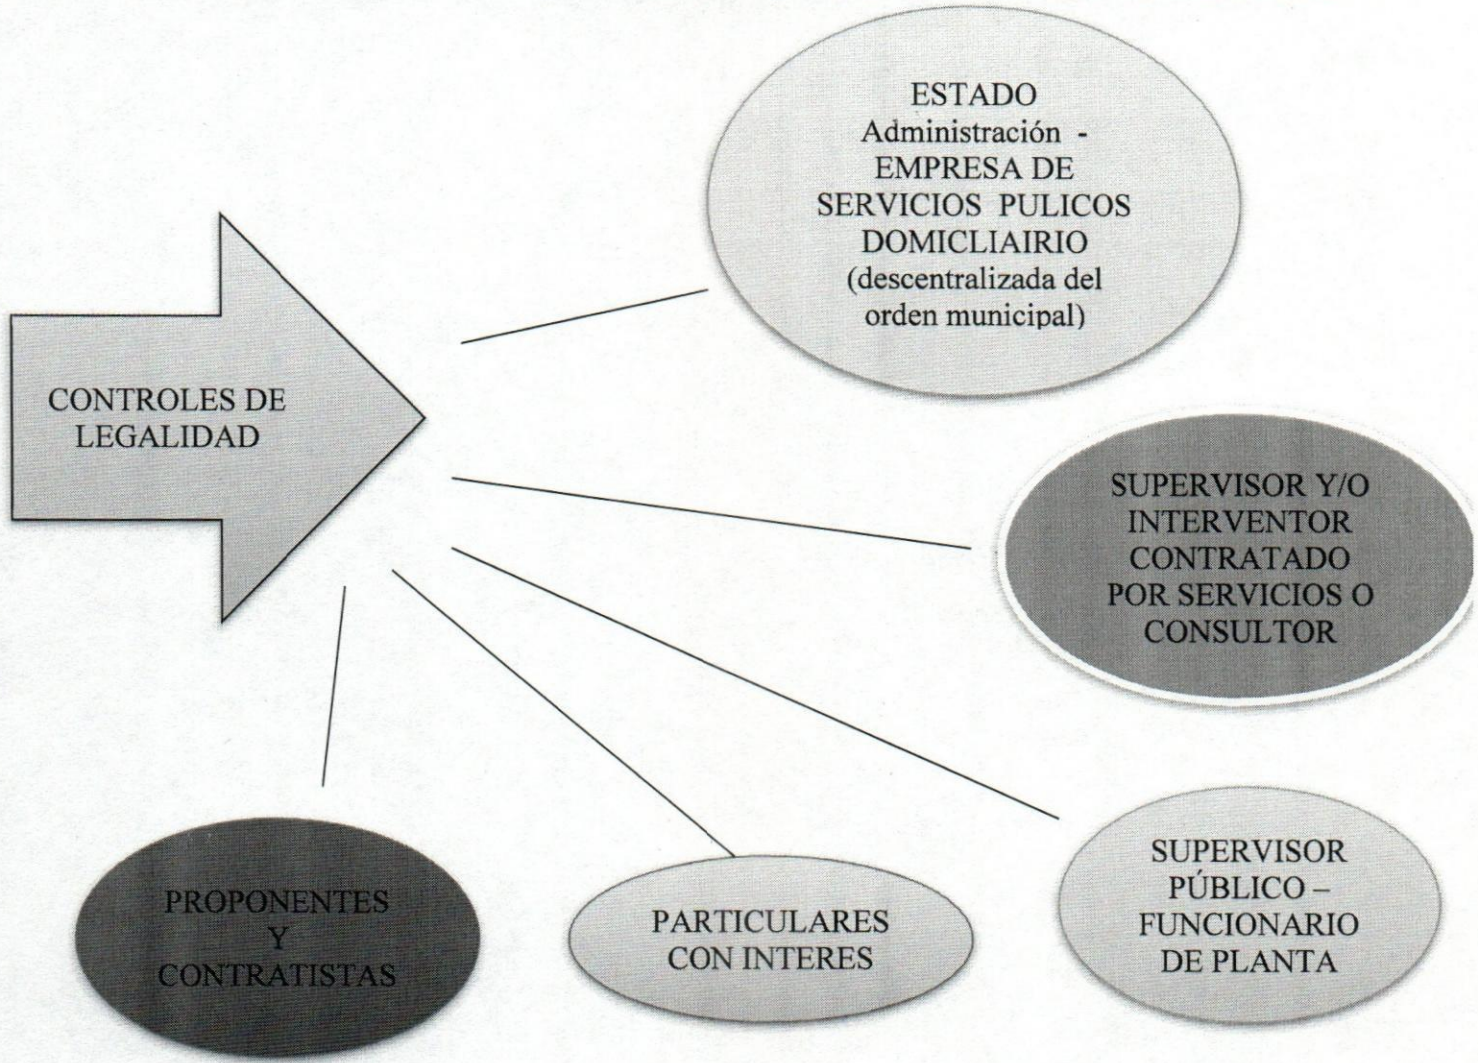 ESTADO
Administración -
EMPRESA DE
SERVICIOS PULICOS
DOMICLIAIRIO
(descentralizada del
orden municipal)
CONTROLES DE
LEGALIDAD
SUPERVISOR Y/O
INTERVENTOR
CONTRATADO
POR SERVICIOS O
CONSULTOR
SUPERVISOR
PÚBLICO –
FUNCIONARIO
DE PLANTA
PARTICULARES
CON INTERES
PROPONENTES
Y
CONTRATISTAS